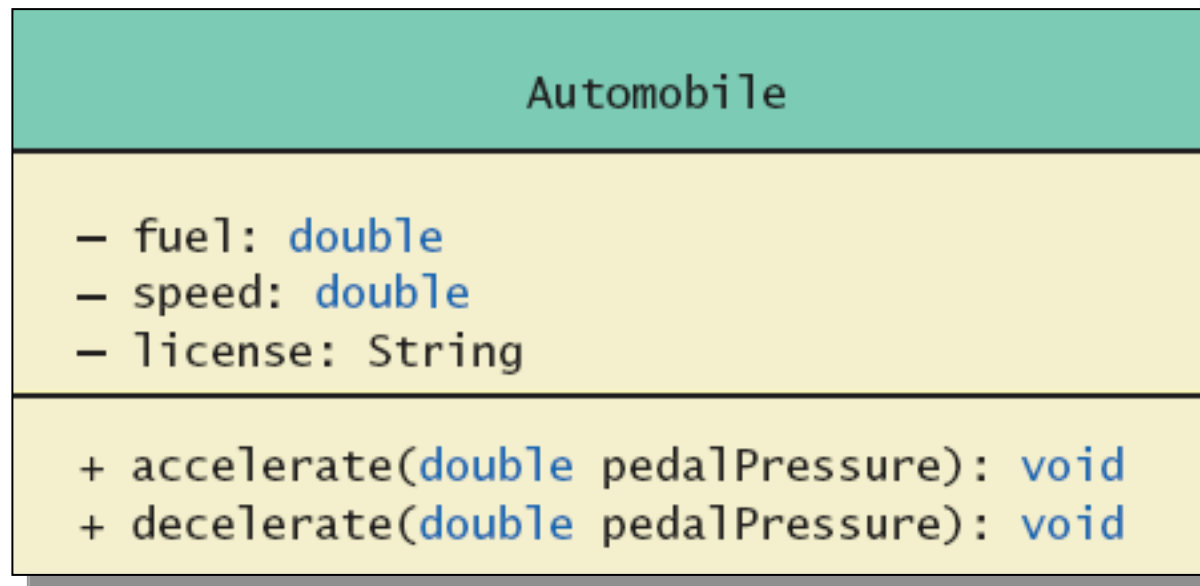 Automobile
– fuel: double
– speed: double
– license: String
+ accelerate(double pedalPressure): void
+ decelerate(double pedalPressure): void